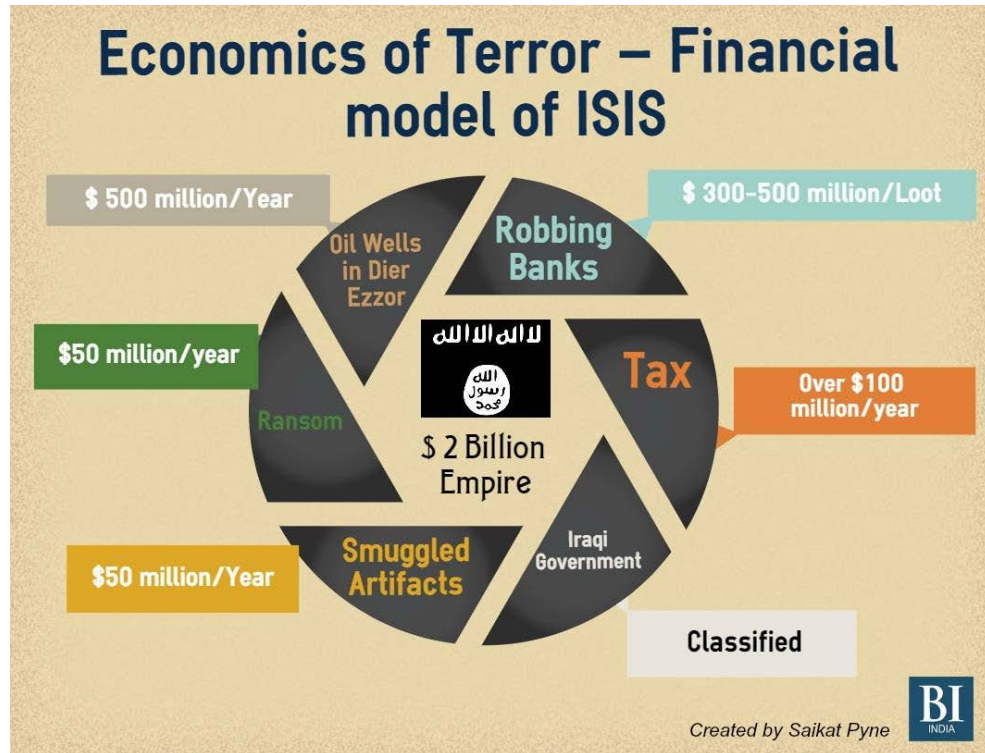 Economics of Terror – Financial
model of ISIS
$ 500 million/Year
Oil Wells
in Dier
Ezzor
Robbing
Banks
$ 300-500 million/Loot
$50 million/year
Ransom
لا اله الا الله
الله
رسول
محمد
$ 2 Billion
Empire
Tax
Over $100
million/year
$50 million/Year
Smuggled
Artifacts
Iraqi
Government
Classified
Created by Saikat Pyne
BI
INDIA